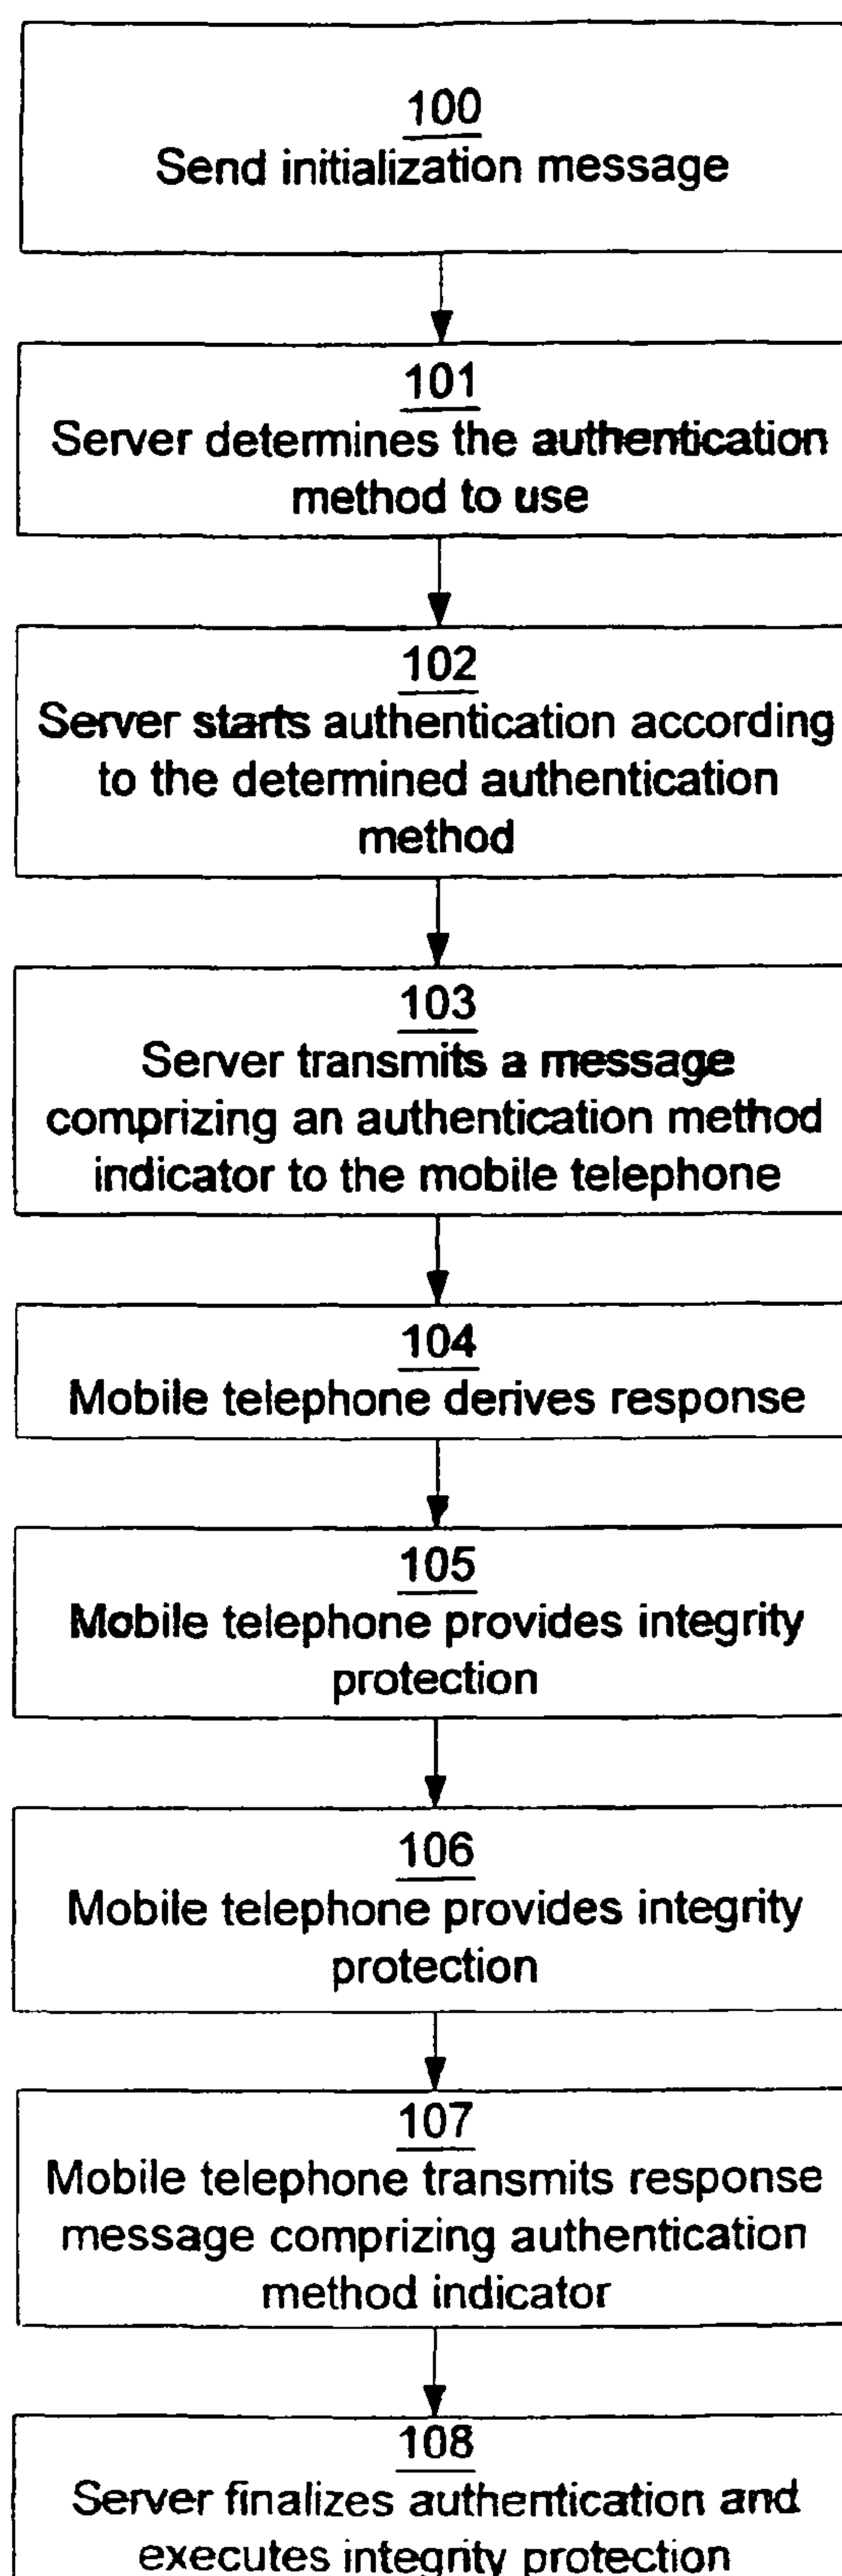 100
Send initialization message
101
Server determines the authentication
method to use
102
Server starts authentication according
to the determined authentication
method
103
Server transmits a message
comprizing an authentication method
indicator to the mobile telephone
104
Mobile telephone derives response
105
Mobile telephone provides integrity
protection
106
Mobile telephone provides integrity
protection
107
Mobile telephone transmits response
message comprizing authentication
method indicator
108
Server finalizes authentication and
executes integrity protection